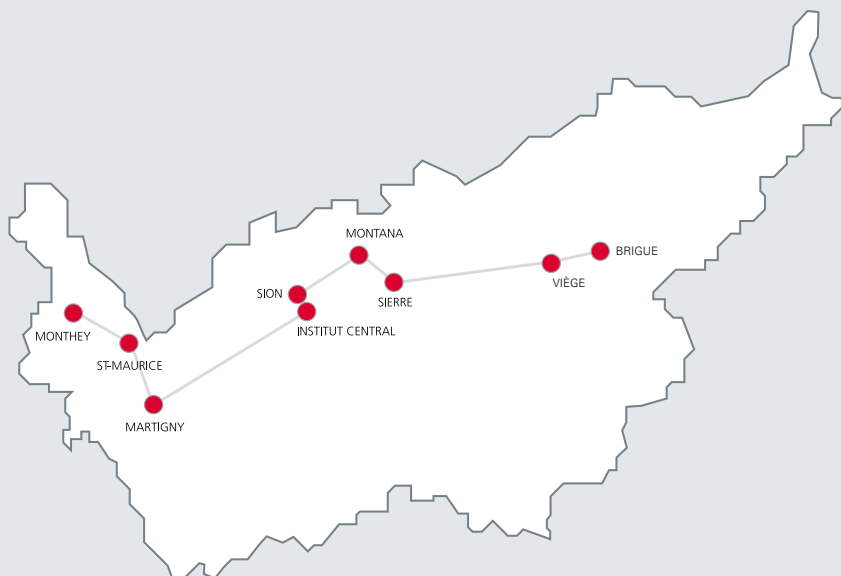 MONTANA
BRIGUE
VIÈGE
SION
SIERRE
INSTITUT CENTRAL
MONTHEY
ST-MAURICE
MARTIGNY